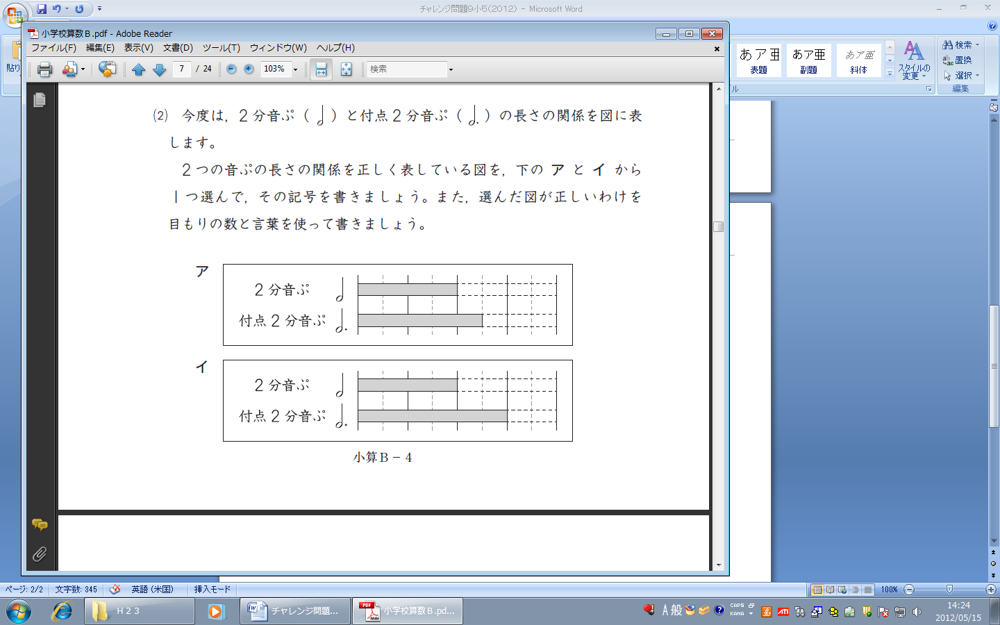 チャレンジ問題9小5(2012) - Microsoft Word
小学校算数Ｂ.pdf - Adobe Reader
ファイル(F) 編集(E) 表示(V) 文書(D) ツール(T) ウィンドウ(W) ヘルプ(H)
7 / 24 103% 検索
貼り
あア亜 あア亜 あア亜
表題 副題 斜体
スタイルの
変更
検索
置換
選択
編集
ル
⑵ 今度は，２分音ぷ（ ）と付点２分音ぷ（ ）の長さの関係を図に表
します。
２つの音ぷの長さの関係を正しく表している図を，下の ア と イ から
１つ選んで，その記号を書きましょう。また，選んだ図が正しいわけを
目もりの数と言葉を使って書きましょう。
ア
２分音ぷ
付点２分音ぷ
イ
２分音ぷ
付点２分音ぷ
小算Ｂ－４
ページ: 2/2 文字数: 345 英語 (米国) 挿入モード 100%
Ｈ２３
チャレンジ問題...
PDF
小学校算数Ｂ.pd...
A 般
CAPS
KANA
ATI
14:24
2012/05/15